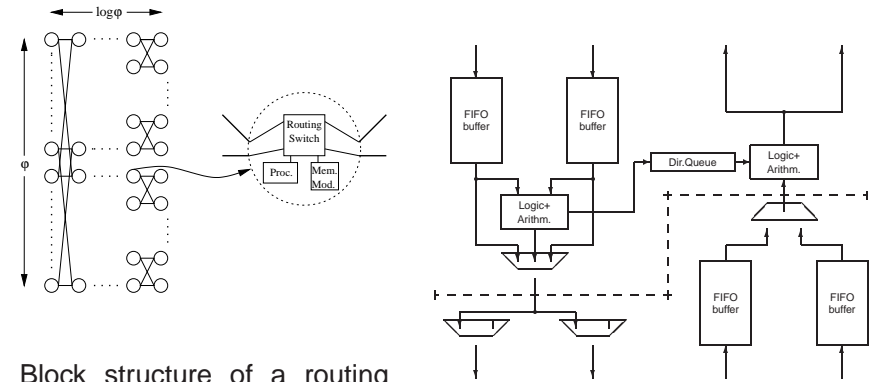 logφ
φ
Routing
Switch
Proc.
Mem.
Mod.
FIFO
buffer
FIFO
buffer
Logic+
Arithm.
Dir.Queue
Logic+
Arithm.
FIFO
buffer
FIFO
buffer
Block structure of a routing